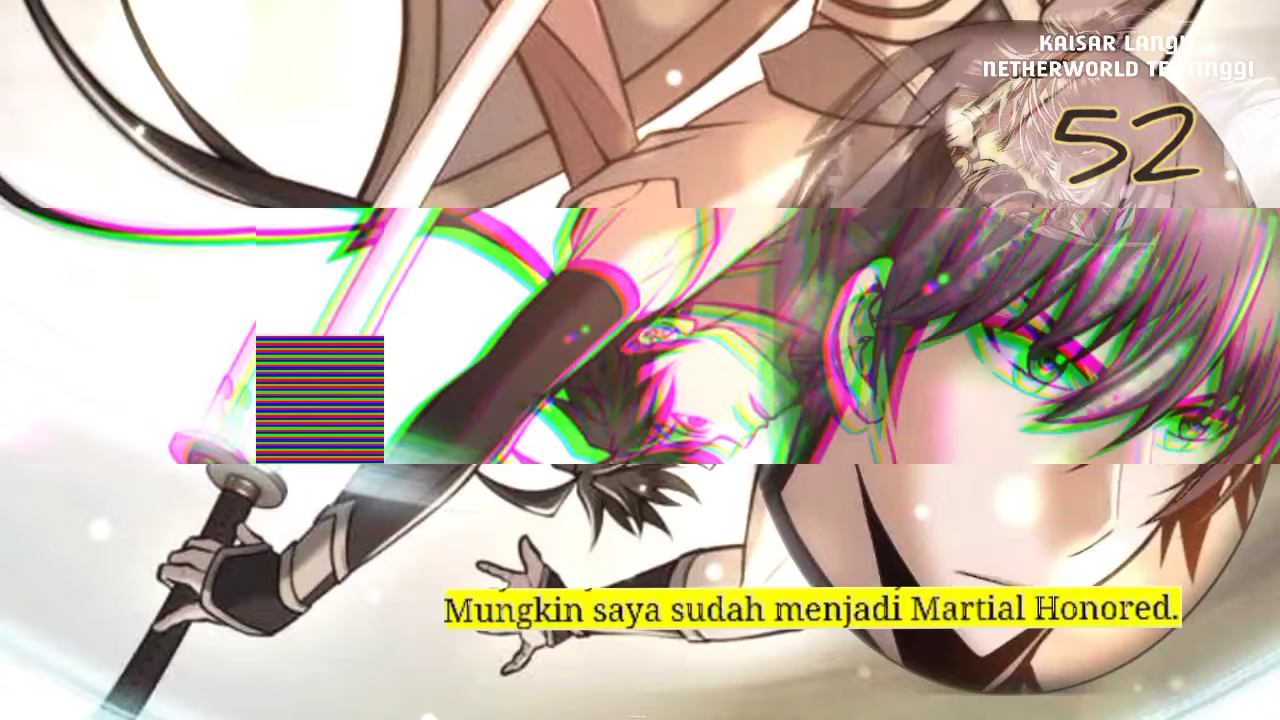 KAISAR LANGIT
NETHERWORLD TERTINGGI
52
Mungkin saya sudah menjadi Martial Honored.